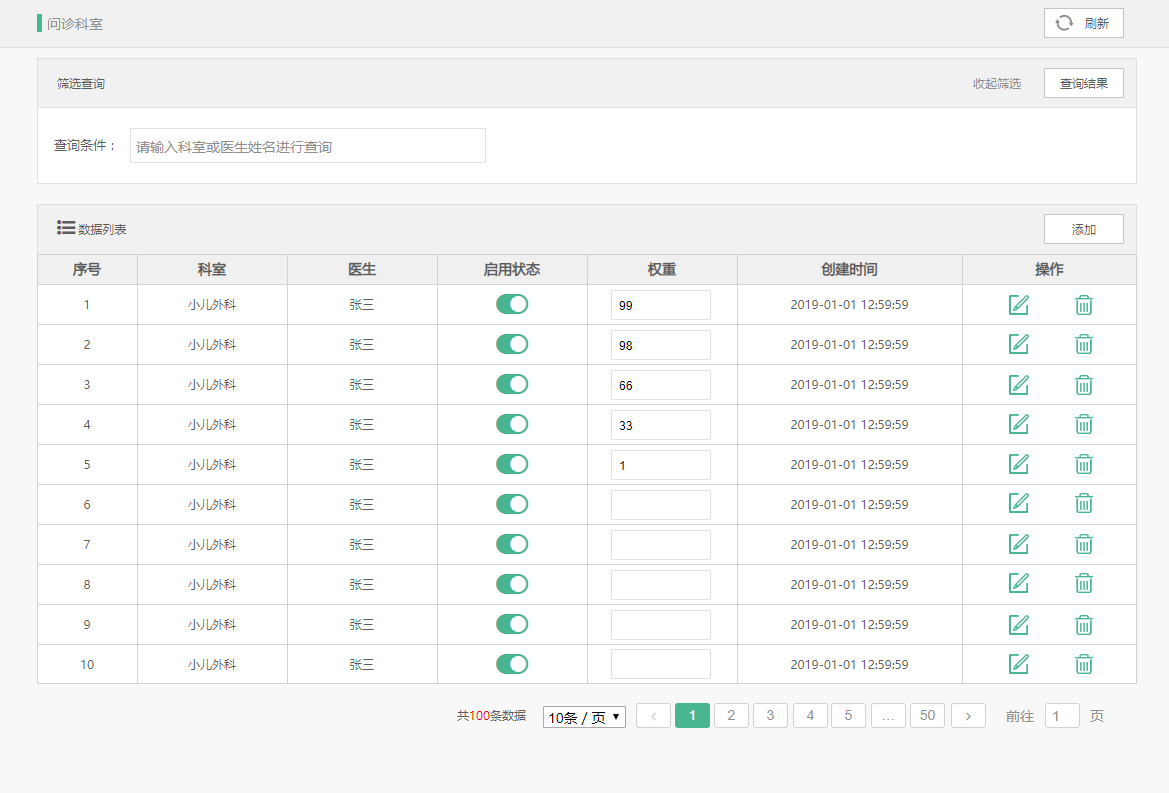 问诊科室 刷新
筛选查询 收起筛选 查询结果
查询条件： 请输入科室或医生姓名进行查询
数据列表 添加
序号 科室 医生 启用状态 权重 创建时间 操作
1 小儿外科 张三 99 2019-01-01 12:59:59
2 小儿外科 张三 98 2019-01-01 12:59:59
3 小儿外科 张三 66 2019-01-01 12:59:59
4 小儿外科 张三 33 2019-01-01 12:59:59
5 小儿外科 张三 1 2019-01-01 12:59:59
6 小儿外科 张三 2019-01-01 12:59:59
7 小儿外科 张三 2019-01-01 12:59:59
8 小儿外科 张三 2019-01-01 12:59:59
9 小儿外科 张三 2019-01-01 12:59:59
10 小儿外科 张三 2019-01-01 12:59:59
共100条数据 10条 / 页 1 2 3 4 5 … 50 前往 1 页